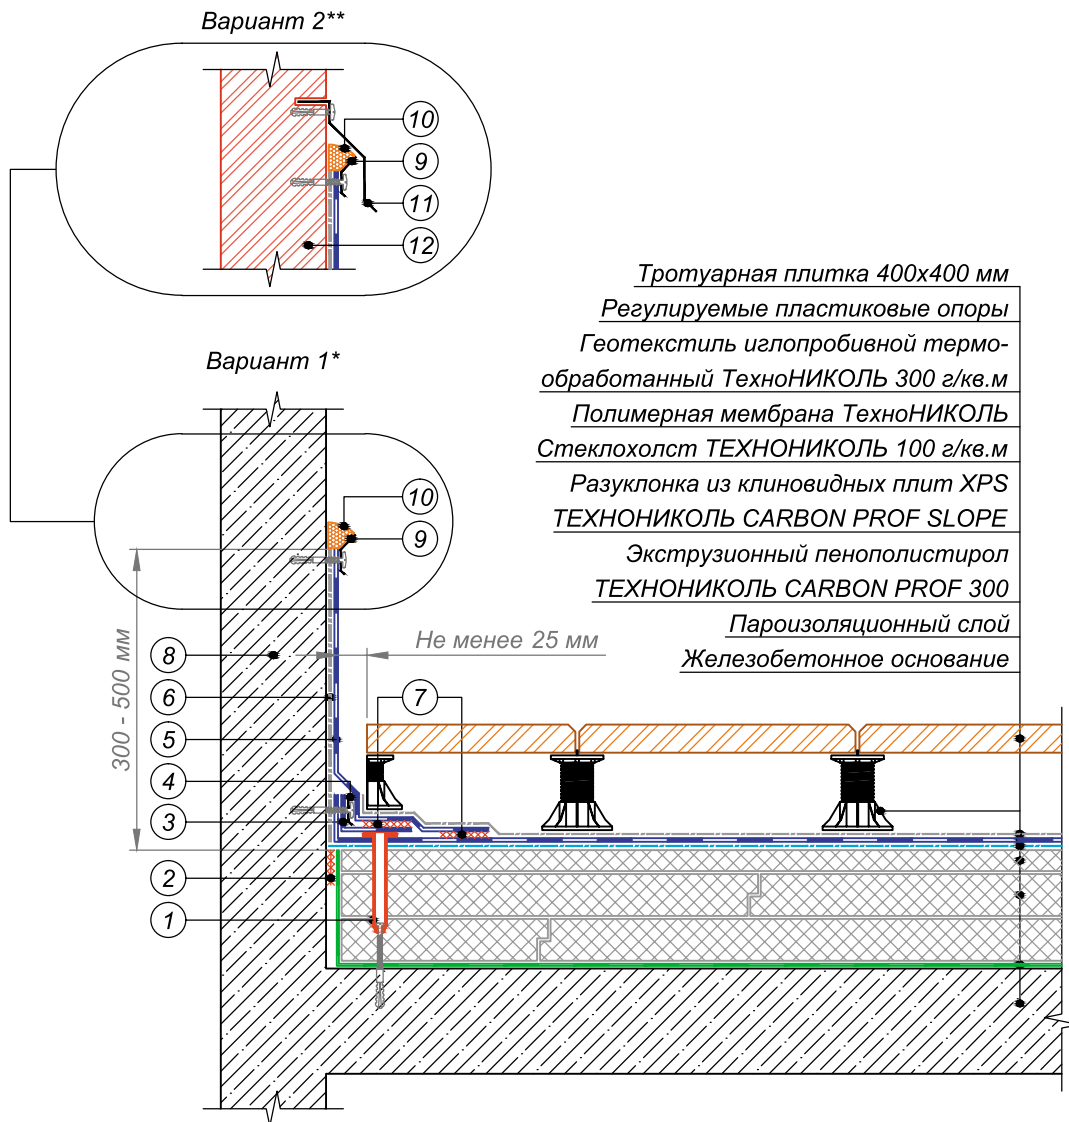 Вариант 2**
10
9
11
12
Тротуарная плитка 400х400 мм
Регулируемые пластиковые опоры
Геотекстиль иглопробивной термо-
обработанный ТехноНИКОЛЬ 300 г/кв.м
Полимерная мембрана ТехноНИКОЛЬ
Стеклохолст ТЕХНОНИКОЛЬ 100 г/кв.м
Разуклонка из клиновидных плит XPS
ТЕХНОНИКОЛЬ CARBON PROF SLOPE
Экструзионный пенополистирол
ТЕХНОНИКОЛЬ CARBON PROF 300
Пароизоляционный слой
Железобетонное основание
Вариант 1*
10
9
300 - 500 мм
Не менее 25 мм
8
6
7
5
4
3
2
1